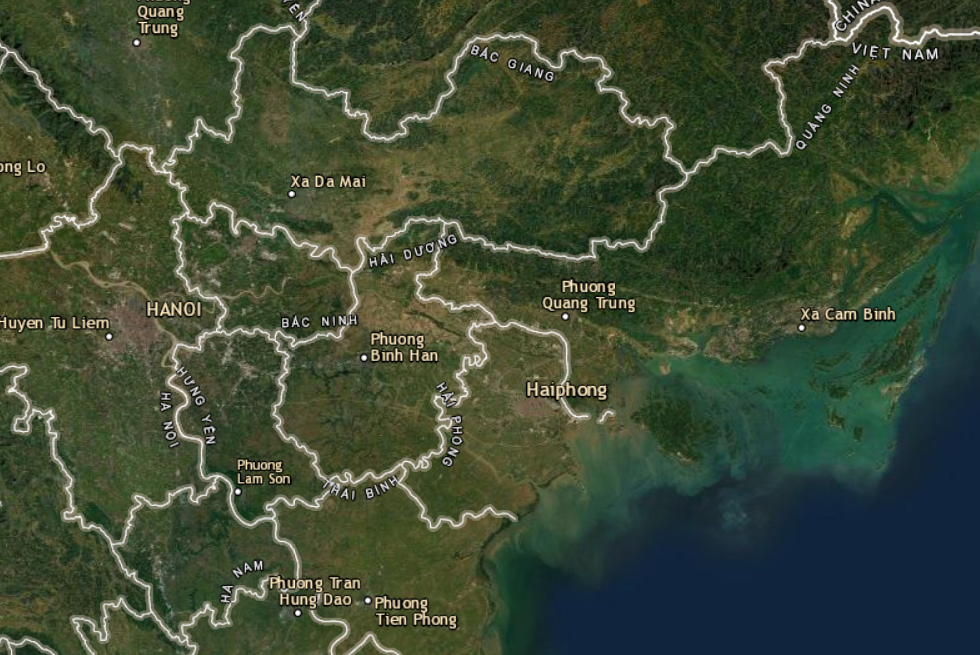 Quang
Trung
CHINA
VIỆT NAM
BẮC GIANG
QUẢNG NINH
Xa Da Mai
HẢI DƯƠNG
Phuong
Quang Trung
HANOI
Huyen Tu Liem
BẮC NINH
Xa Cam Binh
Phuong
Binh Han
HƯNG YÊN
HÀ NỘI
HẢI PHÒNG
Haiphong
Phuong
Lam Son
THÁI BÌNH
HÀ NAM
Phuong Tran
Hung Dao
Phuong
Tien Phong